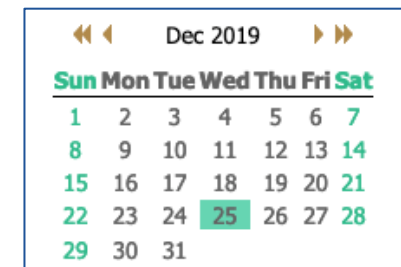 Dec 2019
Sun Mon Tue Wed Thu Fri Sat
1 2 3 4 5 6 7
8 9 10 11 12 13 14
15 16 17 18 19 20 21
22 23 24 25 26 27 28
29 30 31